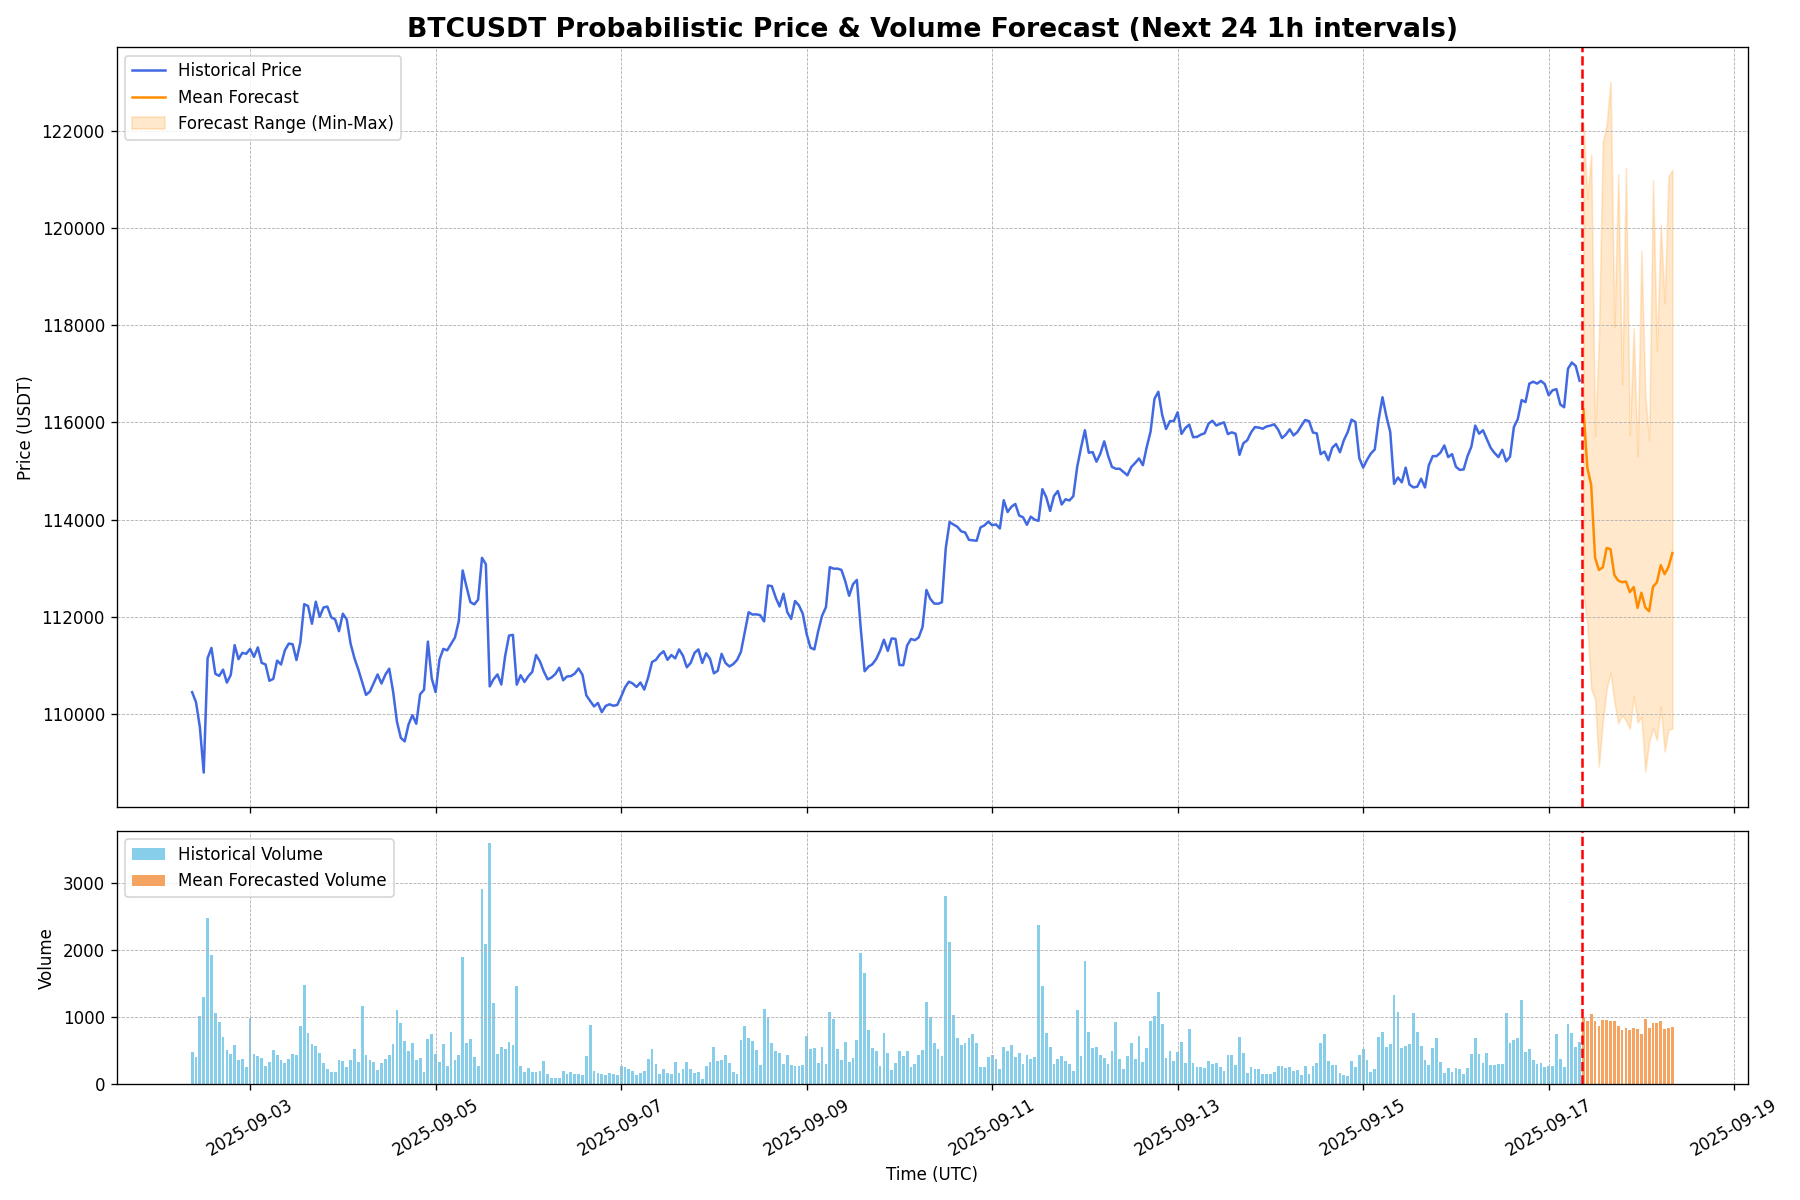 BTCUSDT Probabilistic Price & Volume Forecast (Next 24 1h intervals)
Historical Price
Mean Forecast
Forecast Range (Min-Max)
122000
120000
118000
116000
114000
112000
110000
Price (USDT)
Historical Volume
Mean Forecasted Volume
3000
2000
1000
0
Volume
2025-09-03
2025-09-05
2025-09-07
2025-09-09
2025-09-11
2025-09-13
2025-09-15
2025-09-17
2025-09-19
Time (UTC)